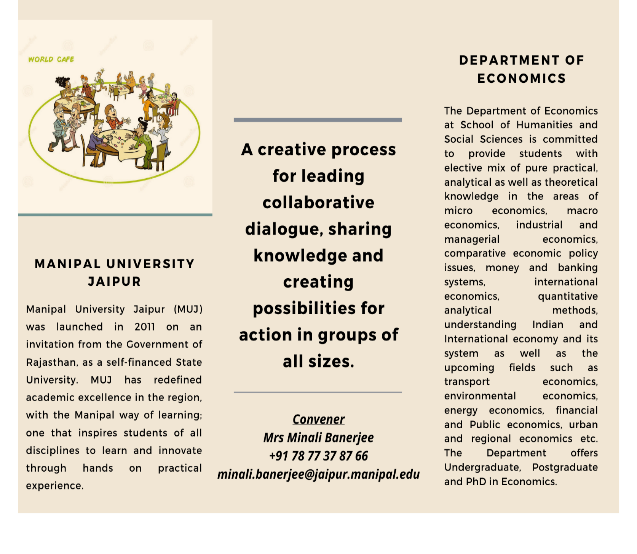 WORLD CAFE
MANIPAL UNIVERSITY
JAIPUR
Manipal University Jaipur (MUJ)
was launched in 2011 on an
invitation from the Government of
Rajasthan, as a self-financed State
University. MUJ has redefined
academic excellence in the region,
with the Manipal way of learning;
one that inspires students of all
disciplines to learn and innovate
through hands on practical
experience.
A creative process
for leading
collaborative
dialogue, sharing
knowledge and
creating
possibilities for
action in groups of
all sizes.
Convener
Mrs Minali Banerjee
+91 78 77 37 87 66
minali.banerjee@jaipur.manipal.edu
DEPARTMENT OF
ECONOMICS
The Department of Economics
at School of Humanities and
Social Sciences is committed
to provide students with
elective mix of pure practical,
analytical as well as theoretical
knowledge in the areas of
micro economics, macro
economics, industrial and
managerial economics,
comparative economic policy
issues, money and banking
systems, international
economics, quantitative
analytical methods,
understanding Indian and
International economy and its
system as well as the
upcoming fields such as
transport economics,
environmental economics,
energy economics, financial
and Public economics, urban
and regional economics etc.
The Department offers
Undergraduate, Postgraduate
and PhD in Economics.